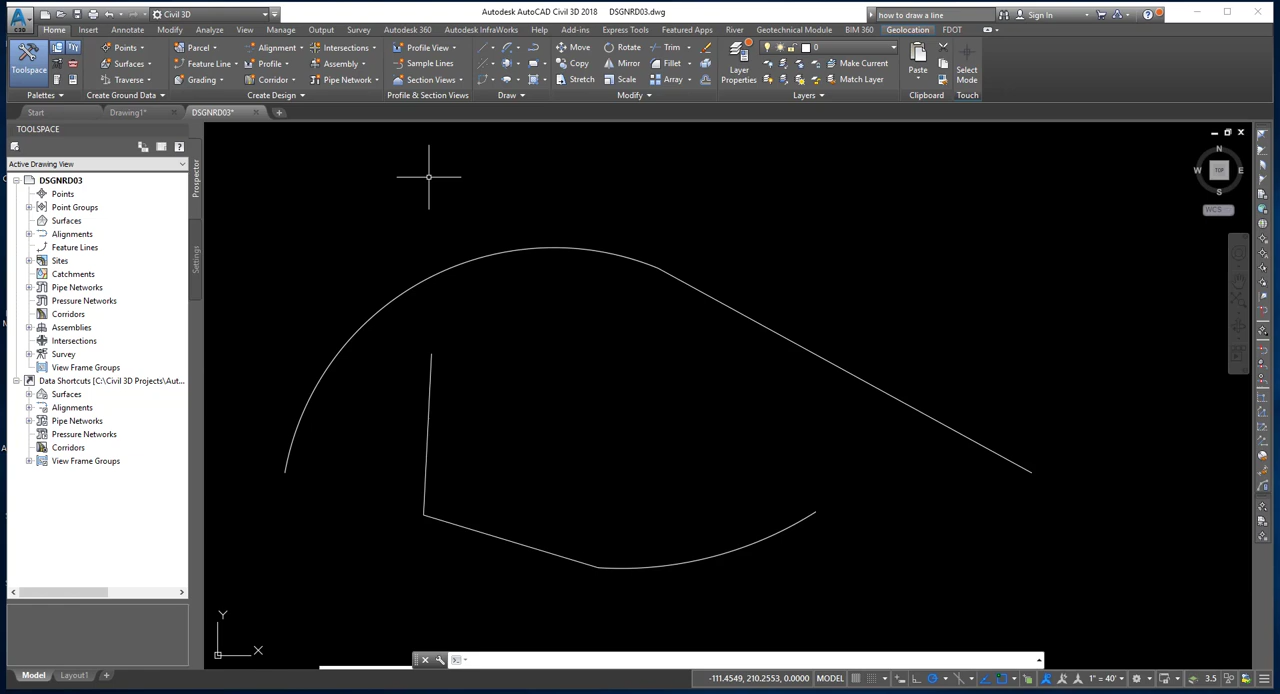 Civil 3D
Autodesk AutoCAD Civil 3D 2018 DSGNRD03.dwg
how to draw a line
Sign In
C3D
Home Insert Annotate Modify Analyze View Manage Output Survey Autodesk 360 Autodesk InfraWorks Help Add-ins Express Tools Featured Apps River Geotechnical Module BIM 360 Geolocation FDOT
Points Parcel Alignment Intersections Profile View Move Rotate Trim 0
Surfaces Feature Line Profile Assembly Sample Lines Copy Mirror Fillet Make Current
Toolspace
Traverse Grading Corridor Pipe Network Section Views Stretch Scale Array Match Layer
Layer
Properties
Paste
Select
Mode
Palettes Create Ground Data Create Design Profile & Section Views Draw Modify Layers Clipboard Touch
Start Drawing1* DSGNRD03*
TOOLSPACE
Active Drawing View
DSGNRD03
Points
Point Groups
Surfaces
Alignments
Feature Lines
Sites
Catchments
Pipe Networks
Pressure Networks
Corridors
Assemblies
Intersections
Survey
View Frame Groups
Data Shortcuts [C:\Civil 3D Projects\Aut...
Surfaces
Alignments
Pipe Networks
Pressure Networks
Corridors
View Frame Groups
Prospector
Settings
N
W TOP E
S
WCS
Y
X
Model Layout1
-111.4549, 210.2553, 0.0000 MODEL 1" = 40' 3.5